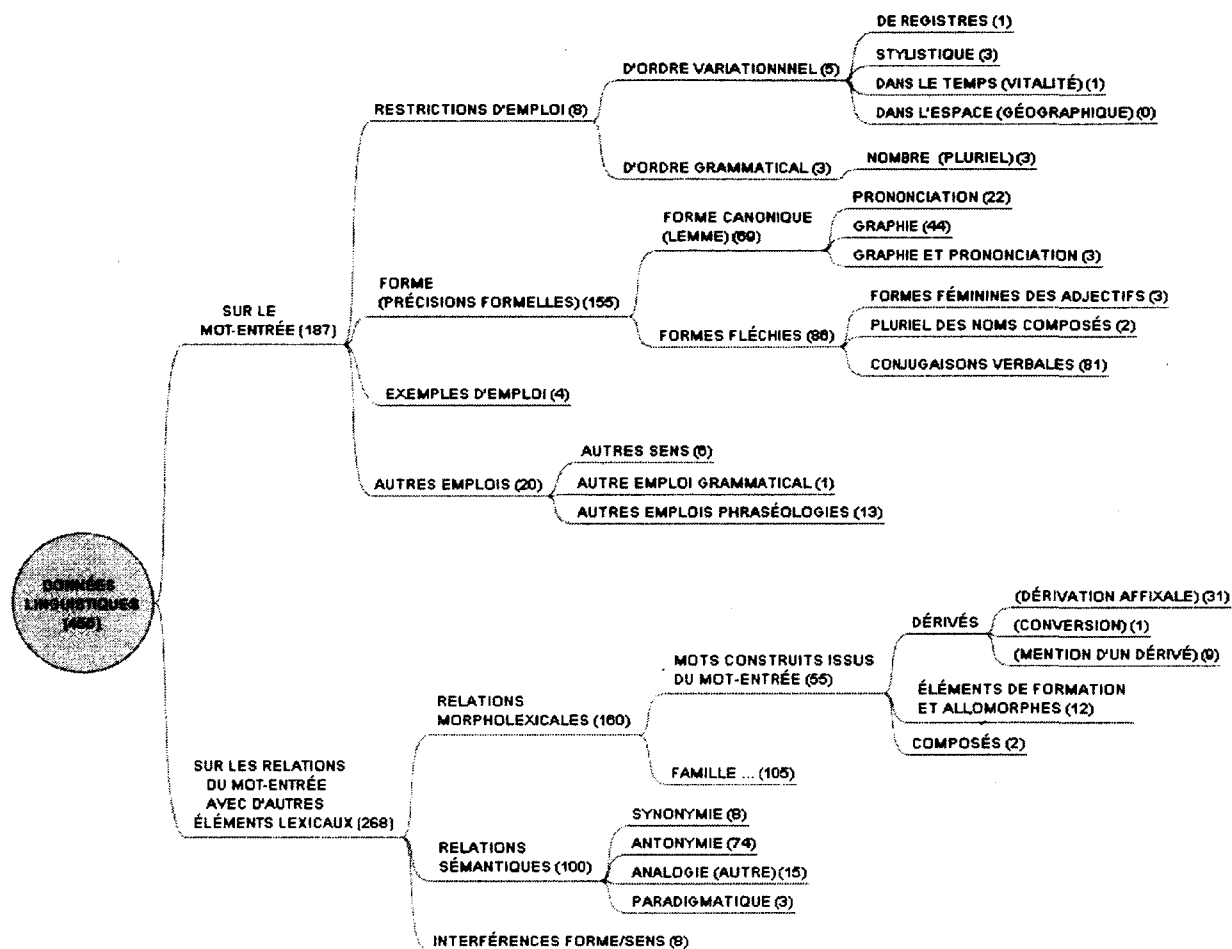 DE REGISTRES (1)
STYLISTIQUE (3)
D'ORDRE VARIATIONNNEL (5)
DANS LE TEMPS (VITALITÉ) (1)
DANS L'ESPACE (GÉOGRAPHIQUE) (0)
RESTRICTIONS D'EMPLOI (8)
D'ORDRE GRAMMATICAL (3)
NOMBRE (PLURIEL) (3)
PRONONCIATION (22)
FORME CANONIQUE
(LEMME) (69)
GRAPHIE (44)
GRAPHIE ET PRONONCIATION (3)
FORME
(PRÉCISIONS FORMELLES) (155)
FORMES FÉMININES DES ADJECTIFS (3)
FORMES FLÉCHIES (86)
PLURIEL DES NOMS COMPOSÉS (2)
CONJUGAISONS VERBALES (81)
SUR LE
MOT-ENTRÉE [187]
EXEMPLES D'EMPLOI (4)
AUTRES SENS (6)
AUTRES EMPLOIS (20)
AUTRE EMPLOI GRAMMATICAL (1)
AUTRES EMPLOIS PHRASÉOLOGIES (13)
DONNÉES
LINGUISTIQUES
[455]
(DÉRIVATION AFFIXALE) (31)
DÉRIVÉS
(CONVERSION) (1)
(MENTION D'UN DÉRIVÉ) (9)
MOTS CONSTRUITS ISSUS
DU MOT-ENTRÉE (55)
ÉLÉMENTS DE FORMATION
ET ALLOMORPHES (12)
COMPOSÉS (2)
RELATIONS
MORPHOLEXICALES (160)
FAMILLE ... (105)
SUR LES RELATIONS
DU MOT-ENTRÉE
AVEC D'AUTRES
ÉLÉMENTS LEXICAUX [268]
SYNONYMIE (8)
ANTONYMIE (74)
RELATIONS
SÉMANTIQUES (100)
ANALOGIE (AUTRE) (15)
PARADIGMATIQUE (3)
INTERFÉRENCES FORME/SENS (8)